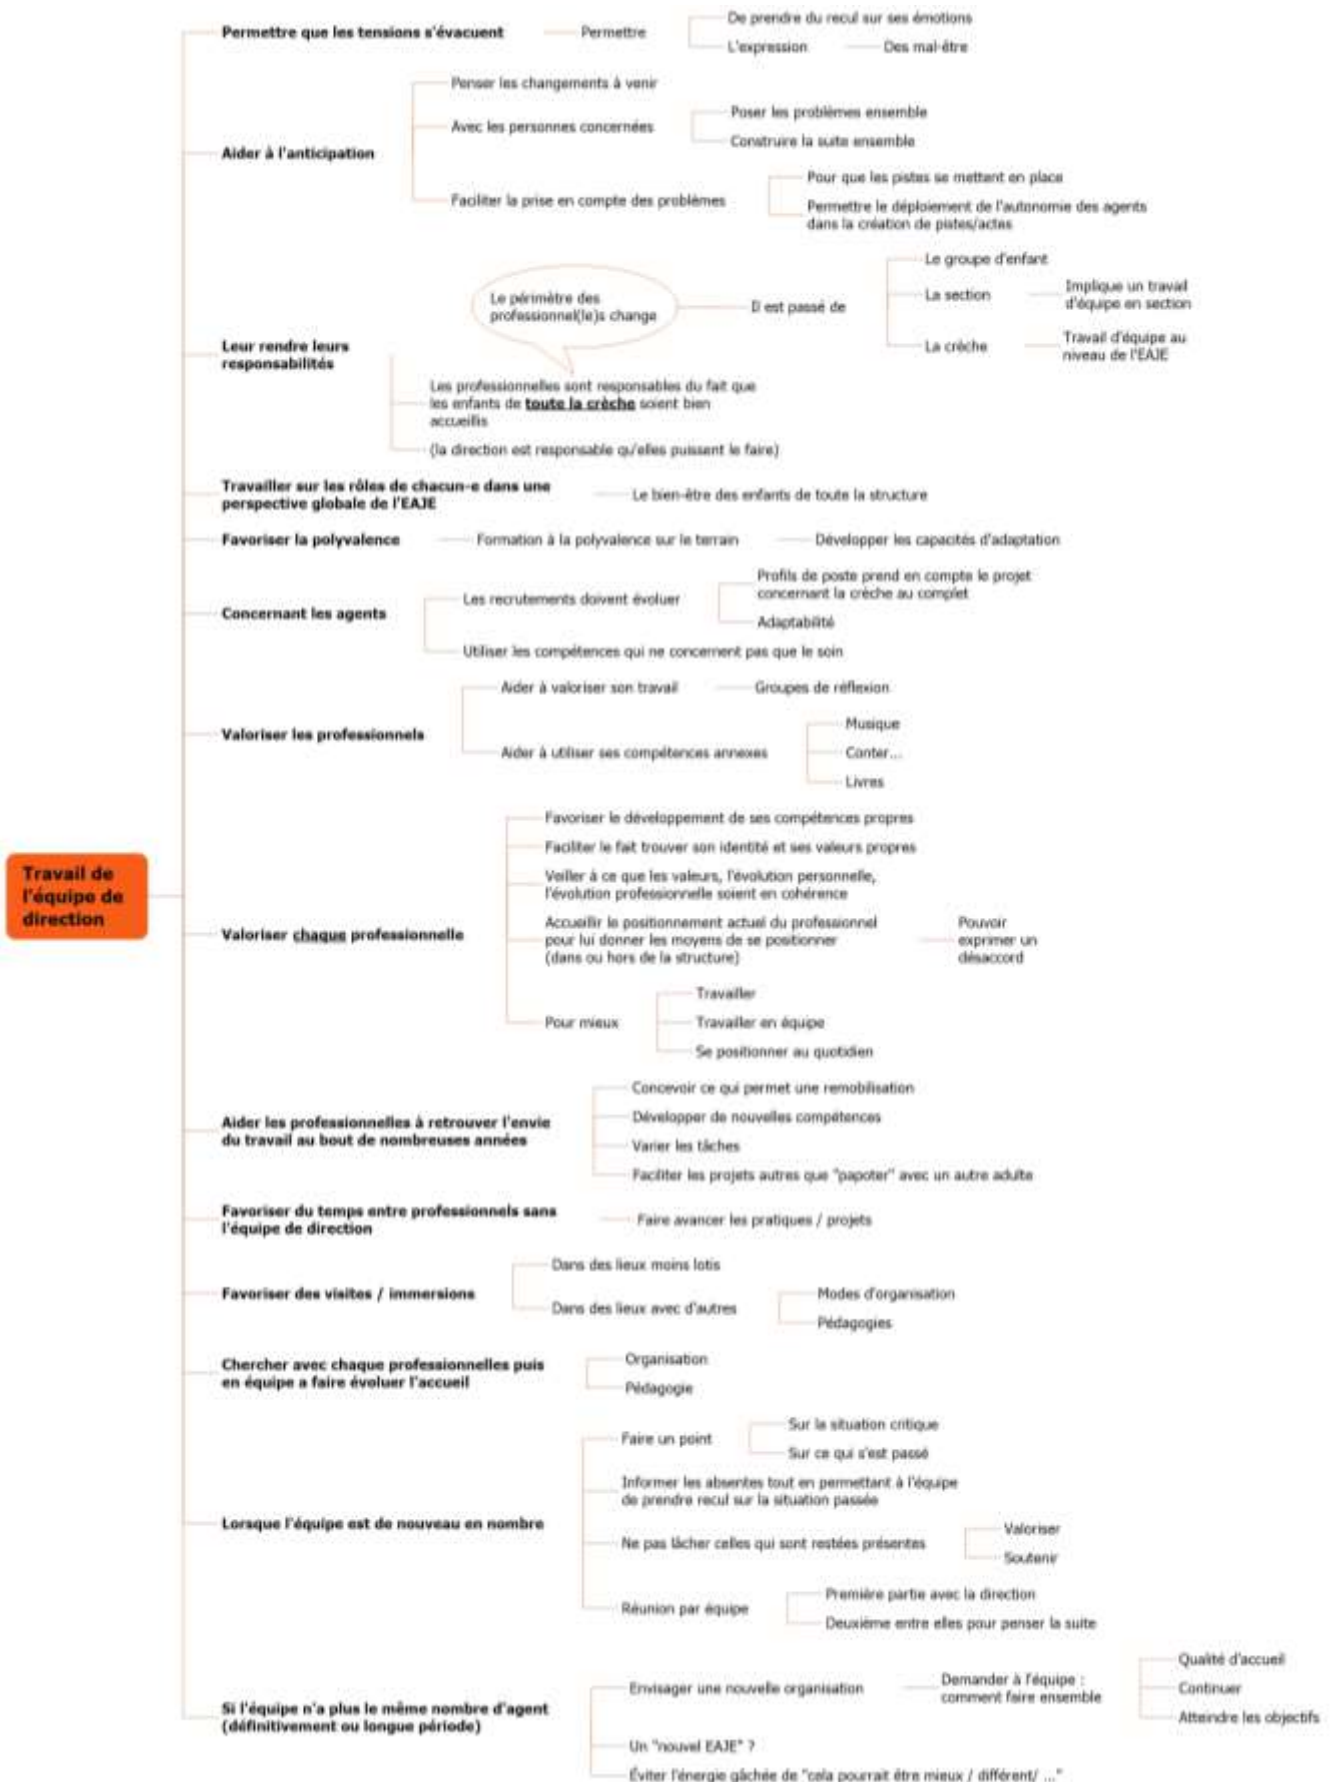 Permettre que les tensions s'évacuent
Permettre
De prendre du recul sur ses émotions
L'expression
Des mal-être
Aider à l'anticipation
Penser les changements à venir
Avec les personnes concernées
Poser les problèmes ensemble
Construire la suite ensemble
Faciliter la prise en compte des problèmes
Pour que les pistes se mettent en place
Permettre le déploiement de l'autonomie des agents
dans la création de pistes/actes
Leur rendre leurs
responsabilités
Le périmètre des
professionnel(le)s change
Il est passé de
Le groupe d'enfant
La section
Implique un travail
d'équipe en section
La crèche
Travail d'équipe au
niveau de l'EAJE
Les professionnelles sont responsables du fait que
les enfants de toute la crèche soient bien
accueillis
(la direction est responsable qu'elles puissent le faire)
Travailler sur les rôles de chacun-e dans une
perspective globale de l'EAJE
Le bien-être des enfants de toute la structure
Favoriser la polyvalence
Formation à la polyvalence sur le terrain
Développer les capacités d'adaptation
Concernant les agents
Les recrutements doivent évoluer
Profils de poste prend en compte le projet
concernant la crèche au complet
Adaptabilité
Utiliser les compétences qui ne concernent pas que le soin
Valoriser les professionnels
Aider à valoriser son travail
Groupes de réflexion
Aider à utiliser ses compétences annexes
Musique
Conter...
Livres
Travail de
l'équipe de
direction
Valoriser chaque professionnelle
Favoriser le développement de ses compétences propres
Faciliter le fait trouver son identité et ses valeurs propres
Veiller à ce que les valeurs, l'évolution personnelle,
l'évolution professionnelle soient en cohérence
Accueillir le positionnement actuel du professionnel
pour lui donner les moyens de se positionner
(dans ou hors de la structure)
Pouvoir
exprimer un
désaccord
Pour mieux
Travailler
Travailler en équipe
Se positionner au quotidien
Aider les professionnelles à retrouver l'envie
du travail au bout de nombreuses années
Concevoir ce qui permet une remobilisation
Développer de nouvelles compétences
Varier les tâches
Faciliter les projets autres que "papoter" avec un autre adulte
Favoriser du temps entre professionnels sans
l'équipe de direction
Faire avancer les pratiques / projets
Favoriser des visites / immersions
Dans des lieux moins lotis
Dans des lieux avec d'autres
Modes d'organisation
Pédagogies
Chercher avec chaque professionnelles puis
en équipe a faire évoluer l'accueil
Organisation
Pédagogie
Lorsque l'équipe est de nouveau en nombre
Faire un point
Sur la situation critique
Sur ce qui s'est passé
Informer les absentes tout en permettant à l'équipe
de prendre recul sur la situation passée
Ne pas lâcher celles qui sont restées présentes
Valoriser
Soutenir
Réunion par équipe
Première partie avec la direction
Deuxième entre elles pour penser la suite
Si l'équipe n'a plus le même nombre d'agent
(définitivement ou longue période)
Envisager une nouvelle organisation
Demander à l'équipe :
comment faire ensemble
Qualité d'accueil
Continuer
Atteindre les objectifs
Un "nouvel EAJE" ?
Éviter l'énergie gâchée de "cela pourrait être mieux / différent/ ..."